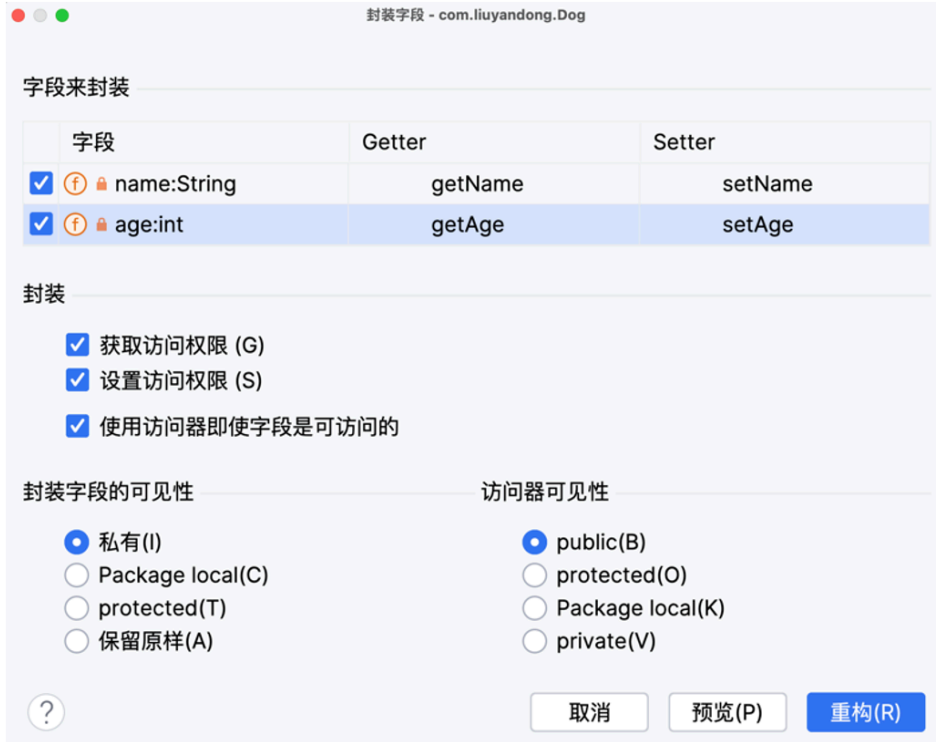 封装字段 - com.liuyandong.Dog
字段来封装
字段 Getter Setter
name:String getName setName
age:int getAge setAge
封装
获取访问权限 (G)
设置访问权限 (S)
使用访问器即使字段是可访问的
封装字段的可见性
私有(I)
Package local(C)
protected(T)
保留原样(A)
访问器可见性
public(B)
protected(O)
Package local(K)
private(V)
? 取消 预览(P) 重构(R)